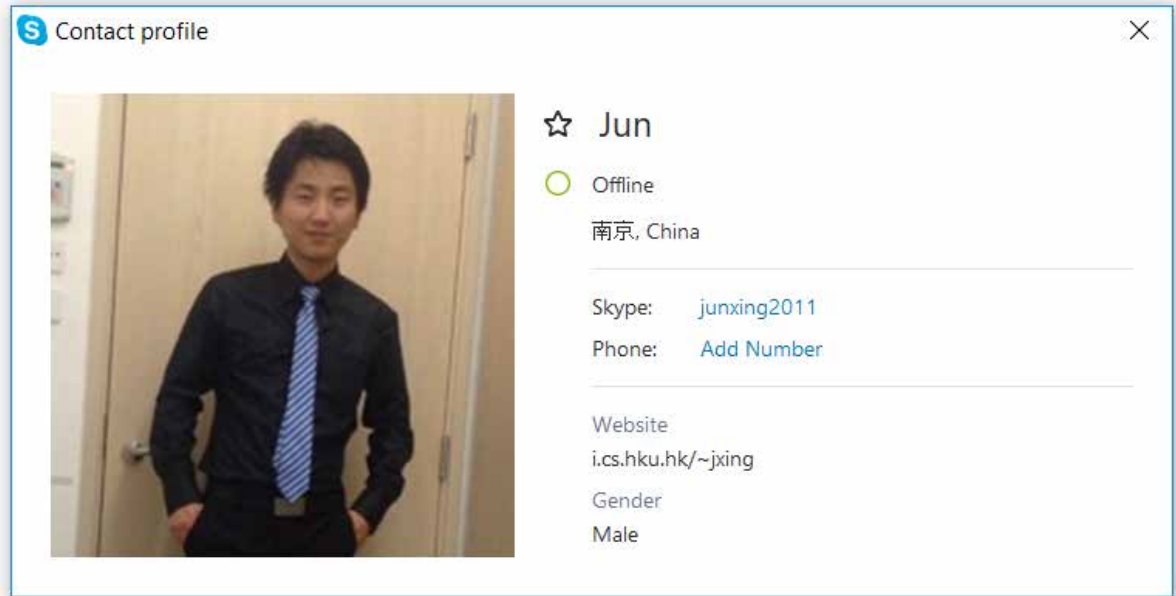 Contact profile
Jun
Offline
南京, China
Skype: junxing2011
Phone: Add Number
Website
i.cs.hku.hk/~jxing
Gender
Male